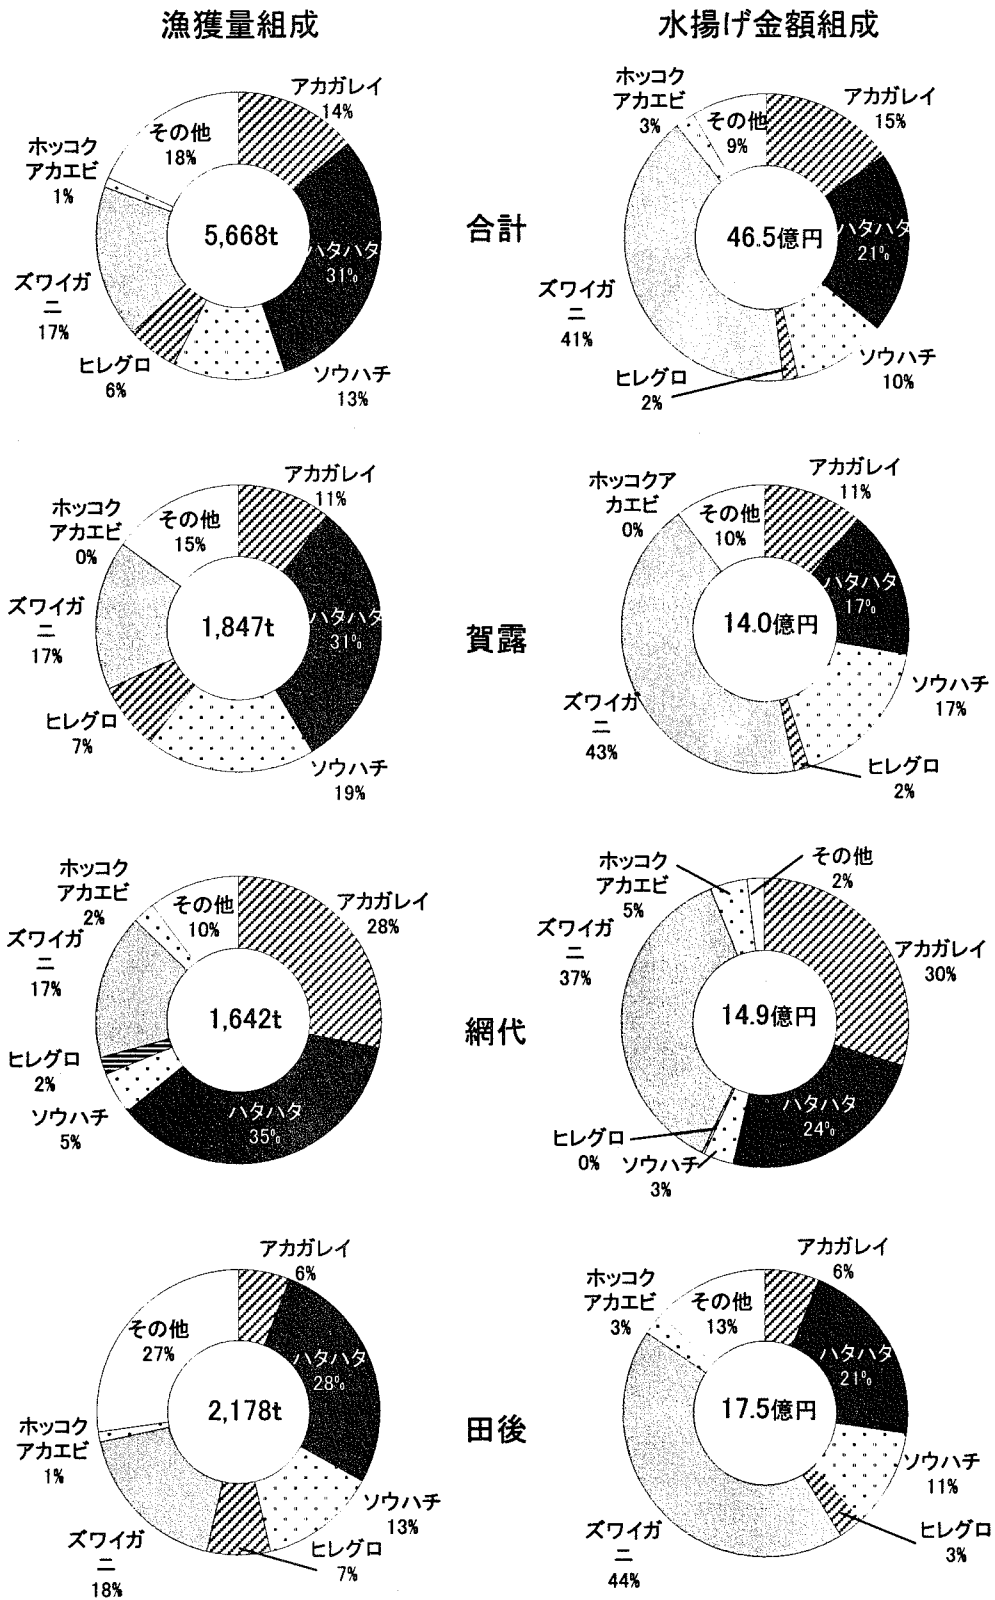 漁獲量組成
水揚げ金額組成
合計
アカガレイ
14%
ハタハタ
31%
ソウハチ
13%
ヒレグロ
6%
ズワイガ
ニ
17%
ホッコク
アカエビ
1%
その他
18%
5,668t
アカガレイ
15%
ハタハタ
21%
ソウハチ
10%
ヒレグロ
2%
ズワイガ
ニ
41%
ホッコク
アカエビ
3%
その他
9%
46.5億円
賀露
アカガレイ
11%
ハタハタ
31%
ソウハチ
19%
ヒレグロ
7%
ズワイガ
ニ
17%
ホッコク
アカエビ
0%
その他
15%
1,847t
アカガレイ
11%
ハタハタ
17%
ソウハチ
17%
ヒレグロ
2%
ズワイガ
ニ
43%
ホッコクア
カエビ
0%
その他
10%
14.0億円
網代
アカガレイ
28%
ハタハタ
35%
ソウハチ
5%
ヒレグロ
2%
ズワイガ
ニ
17%
ホッコク
アカエビ
2%
その他
10%
1,642t
アカガレイ
30%
ハタハタ
24%
ソウハチ
3%
ヒレグロ
0%
ズワイガ
ニ
37%
ホッコク
アカエビ
5%
その他
2%
14.9億円
田後
アカガレイ
6%
ハタハタ
28%
ソウハチ
13%
ヒレグロ
7%
ズワイガ
ニ
18%
ホッコク
アカエビ
1%
その他
27%
2,178t
アカガレイ
6%
ハタハタ
21%
ソウハチ
11%
ヒレグロ
3%
ズワイガ
ニ
44%
ホッコク
アカエビ
3%
その他
13%
17.5億円